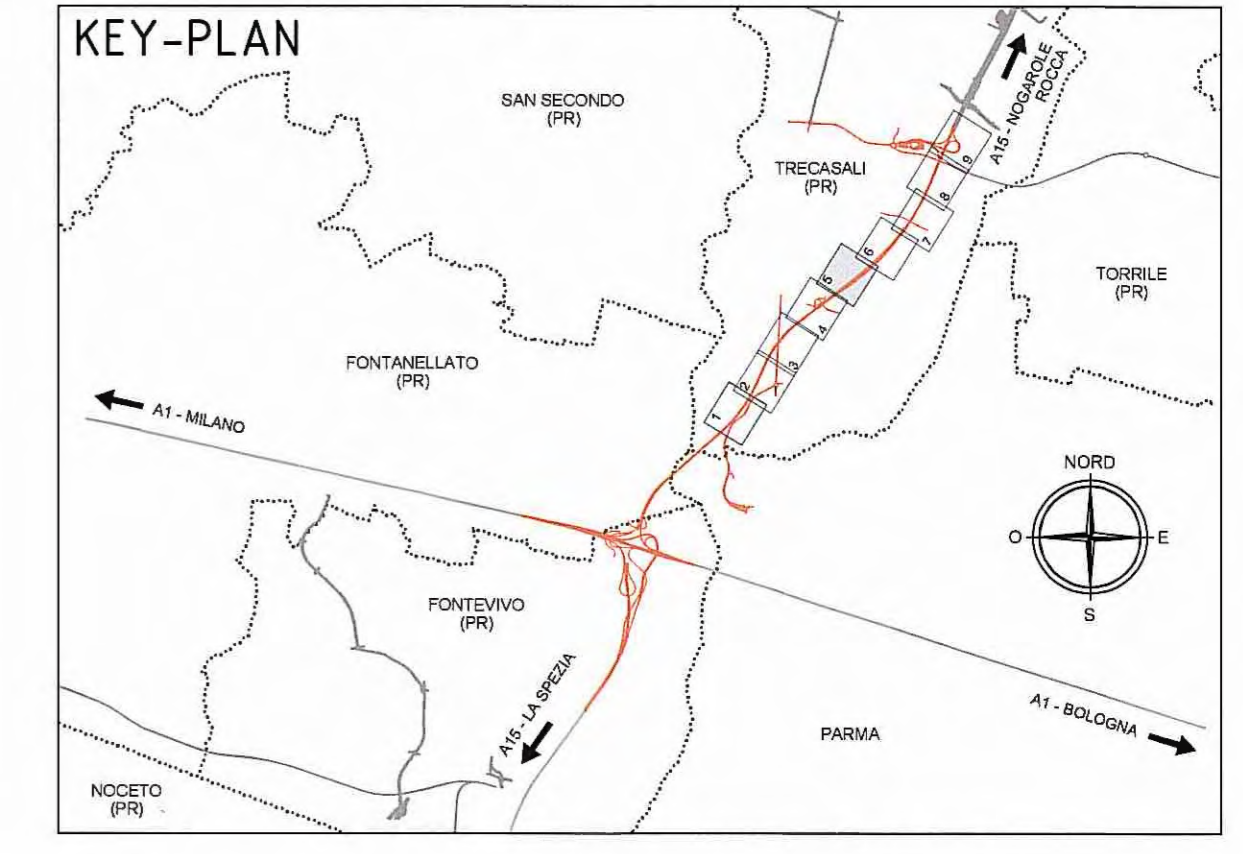 KEY-PLAN
SAN SECONDO
(PR)
A15 - NOGAROLE
ROCCA
TRECASALI
(PR)
9
8
7
6
5
4
3
2
1
TORRILE
(PR)
FONTANELLATO
(PR)
A1 - MILANO
NORD
O
E
S
FONTEVIVO
(PR)
A15 - LA SPEZIA
A1 - BOLOGNA
PARMA
NOCETO
(PR)